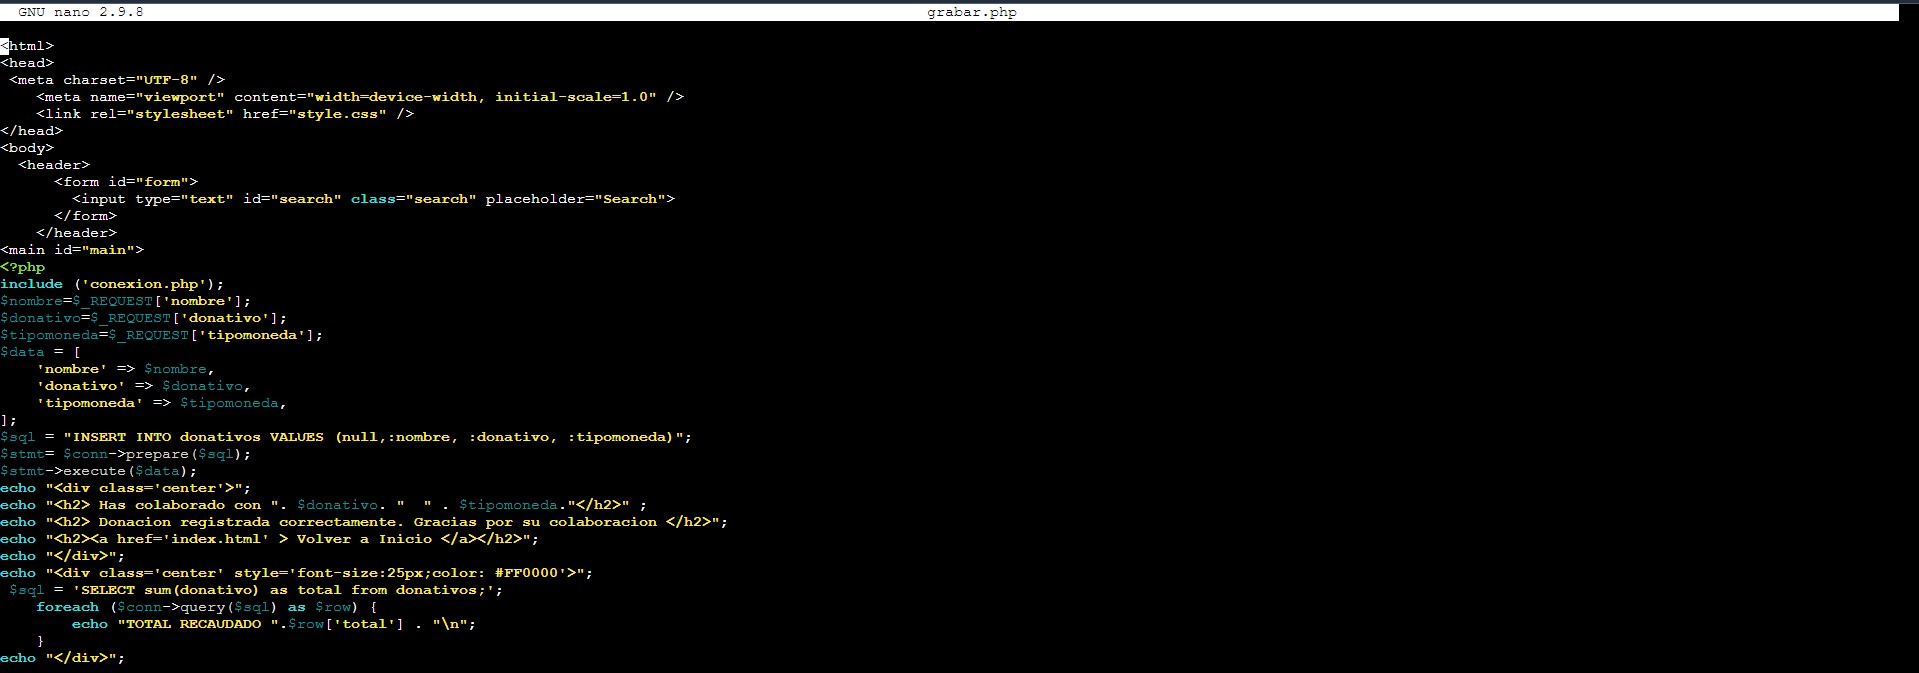 GNU nano 2.9.8 grabar.php
<html>
<head>
 <meta charset="UTF-8" />
    <meta name="viewport" content="width=device-width, initial-scale=1.0" />
    <link rel="stylesheet" href="style.css" />
</head>
<body>
  <header>
      <form id="form">
        <input type="text" id="search" class="search" placeholder="Search">
      </form>
    </header>
<main id="main">
<?php
include ('conexion.php');
$nombre=$_REQUEST['nombre'];
$donativo=$_REQUEST['donativo'];
$tipomoneda=$_REQUEST['tipomoneda'];
$data = [
    'nombre' => $nombre,
    'donativo' => $donativo,
    'tipomoneda' => $tipomoneda,
];
$sql = "INSERT INTO donativos VALUES (null,:nombre, :donativo, :tipomoneda)";
$stmt= $conn->prepare($sql);
$stmt->execute($data);
echo "<div class='center'>";
echo "<h2> Has colaborado con ". $donativo. "  " . $tipomoneda."</h2>" ;
echo "<h2> Donacion registrada correctamente. Gracias por su colaboracion </h2>";
echo "<h2><a href='index.html' > Volver a Inicio </a></h2>";
echo "</div>";
echo "<div class='center' style='font-size:25px;color: #FF0000'>";
 $sql = 'SELECT sum(donativo) as total from donativos;';
    foreach ($conn->query($sql) as $row) {
        echo "TOTAL RECAUDADO ".$row['total'] . "\n";
    }
echo "</div>";